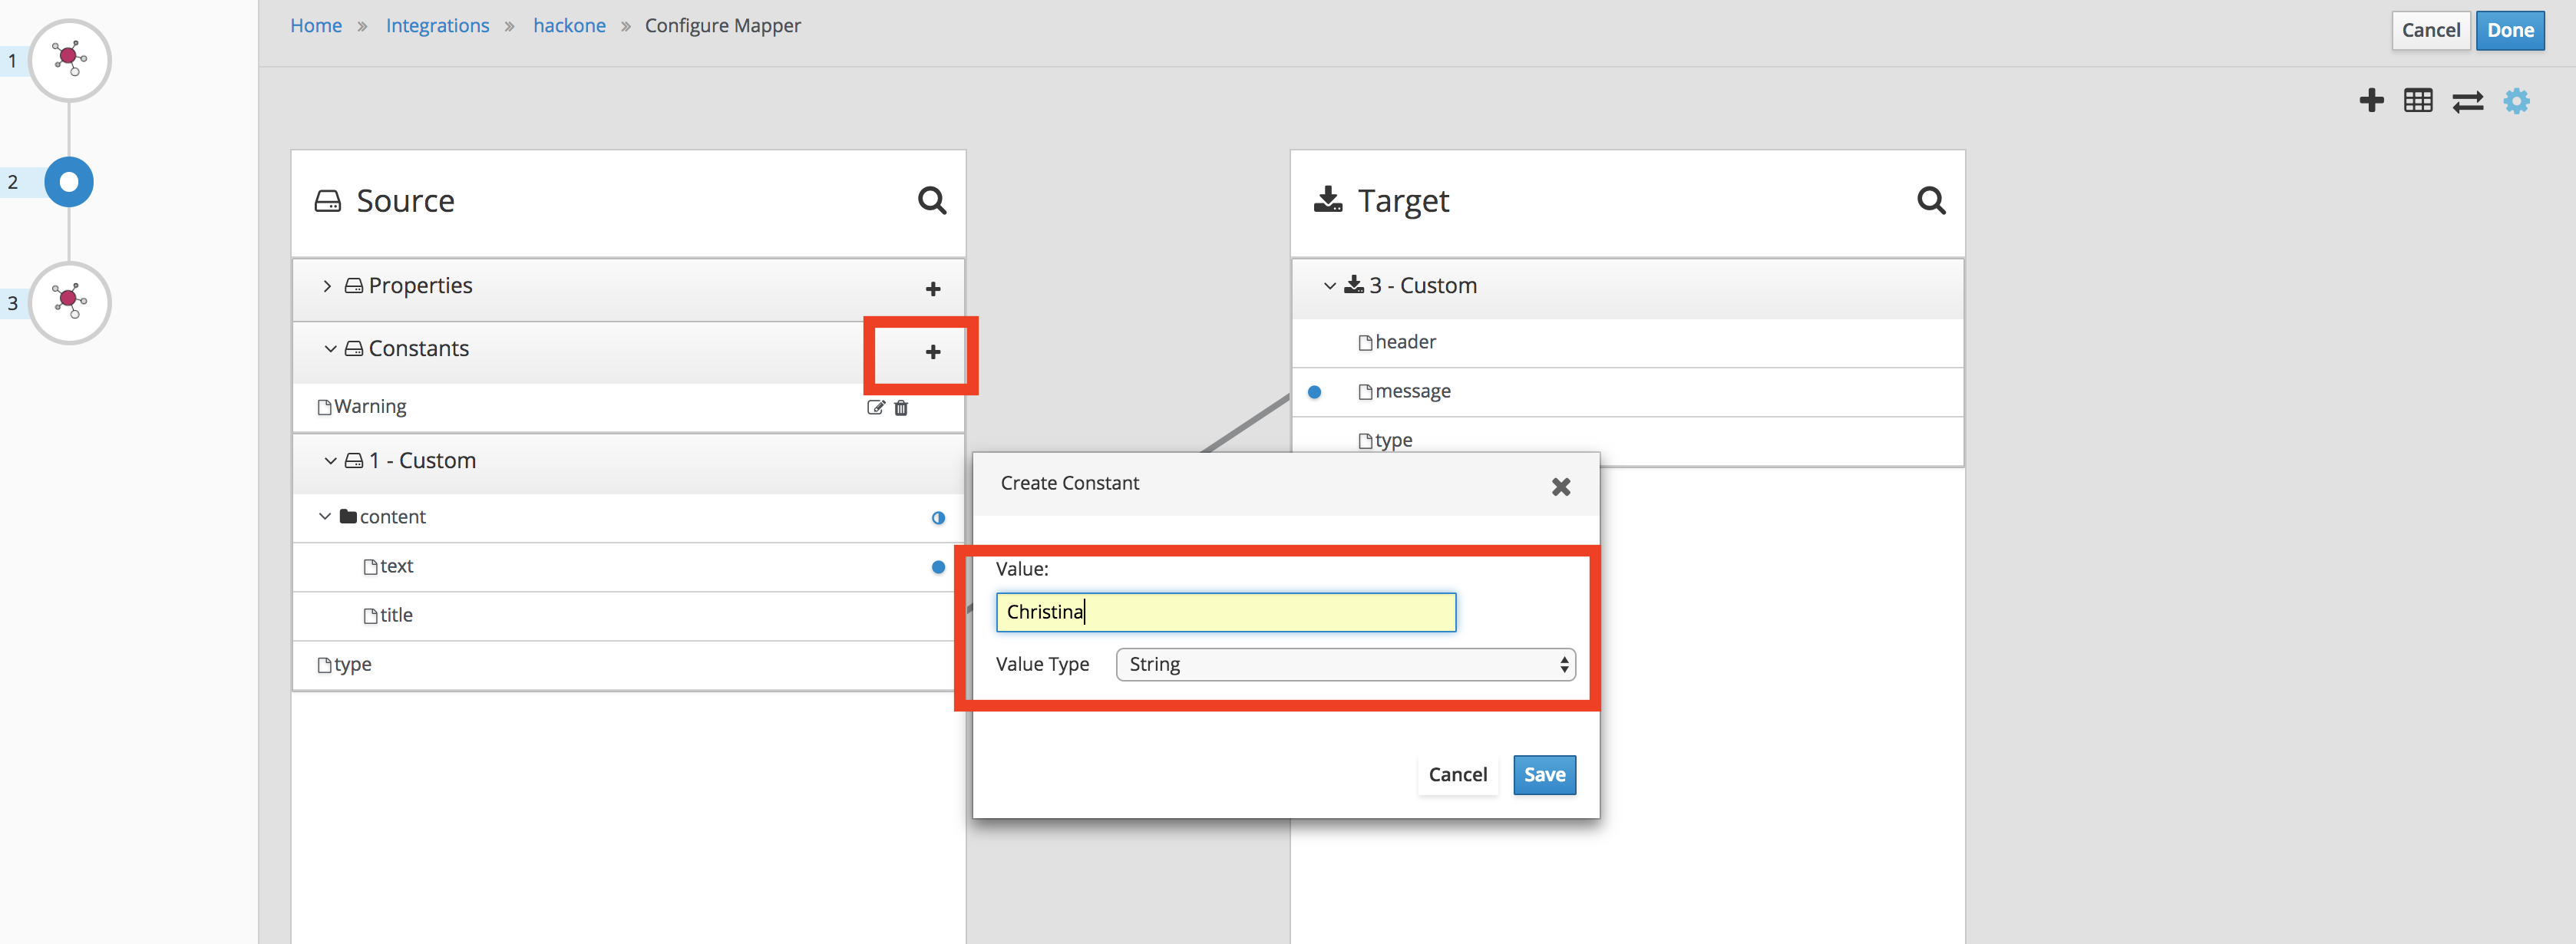 Home » Integrations » hackone » Configure Mapper
Cancel Done
1
2
3
Source
Properties
Constants
Warning
1 - Custom
content
text
title
type
Target
3 - Custom
header
message
type
Create Constant
Value:
Christina
Value Type String
Cancel Save